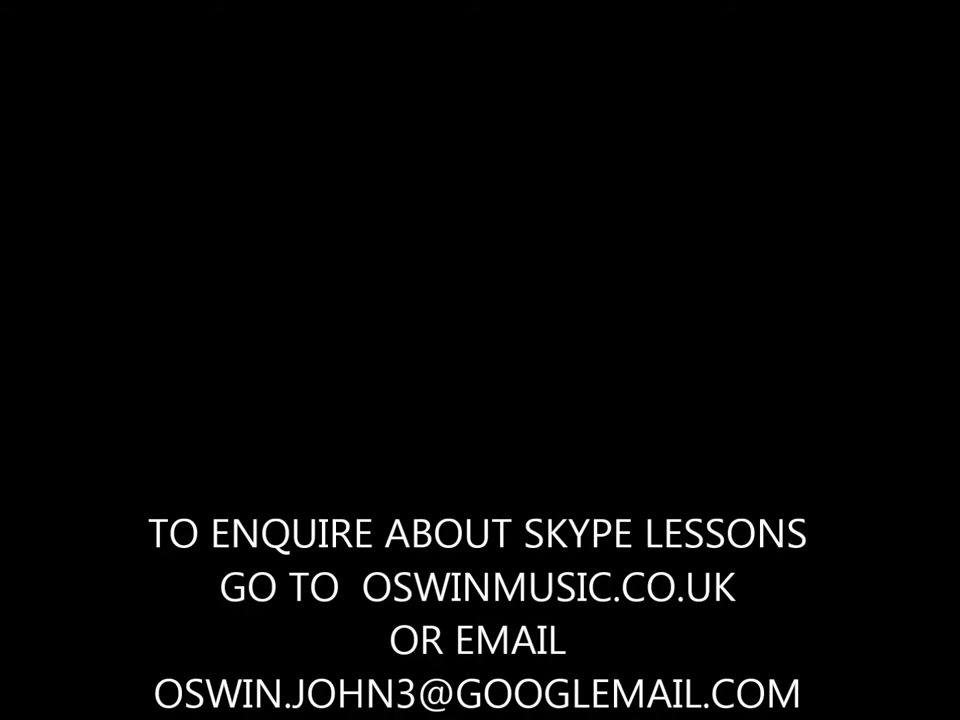 TO ENQUIRE ABOUT SKYPE LESSONS
GO TO  OSWINMUSIC.CO.UK
OR EMAIL
OSWIN.JOHN3@GOOGLEMAIL.COM